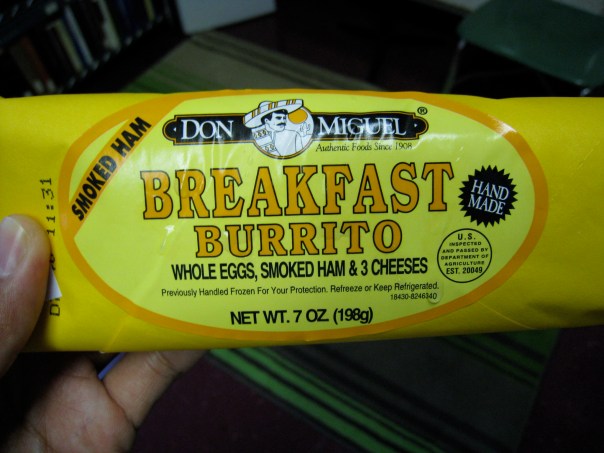 SMOKED HAM
DON MIGUEL®
Authentic Foods Since 1908
BREAKFAST
BURRITO
HAND
MADE
WHOLE EGGS, SMOKED HAM & 3 CHEESES
U.S.
INSPECTED
AND PASSED BY
DEPARTMENT OF
AGRICULTURE
EST. 20049
Previously Handled Frozen For Your Protection. Refreeze or Keep Refrigerated.
18430-8246340
NET WT. 7 OZ. (198g)
11:31